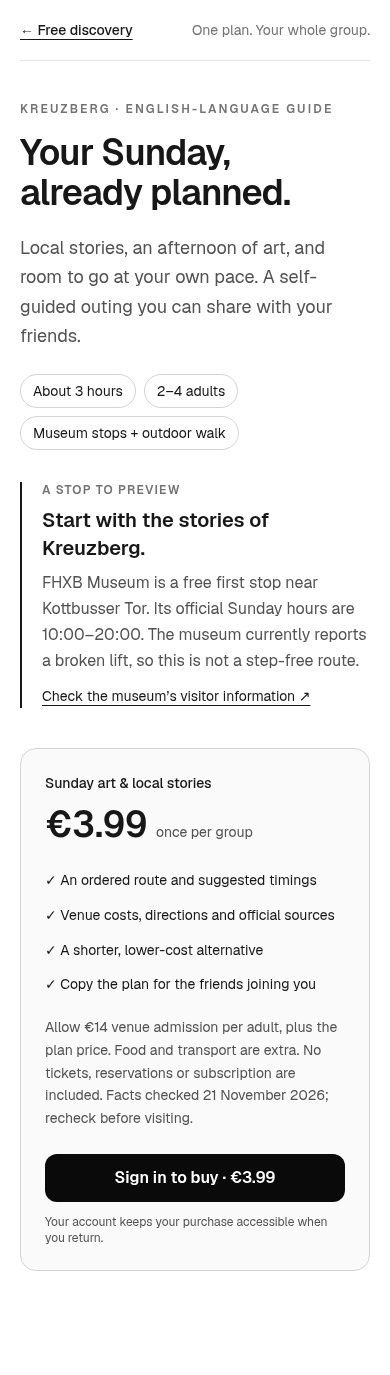 ← Free discovery
One plan. Your whole group.
KREUZBERG · ENGLISH-LANGUAGE GUIDE
Your Sunday,
already planned.
Local stories, an afternoon of art, and
room to go at your own pace. A self-
guided outing you can share with your
friends.
About 3 hours
2–4 adults
Museum stops + outdoor walk
A STOP TO PREVIEW
Start with the stories of
Kreuzberg.
FHXB Museum is a free first stop near
Kottbusser Tor. Its official Sunday hours are
10:00–20:00. The museum currently reports
a broken lift, so this is not a step-free route.
Check the museum’s visitor information ↗
Sunday art & local stories
€3.99 once per group
✓ An ordered route and suggested timings
✓ Venue costs, directions and official sources
✓ A shorter, lower-cost alternative
✓ Copy the plan for the friends joining you
Allow €14 venue admission per adult, plus the
plan price. Food and transport are extra. No
tickets, reservations or subscription are
included. Facts checked 21 November 2026;
recheck before visiting.
Sign in to buy · €3.99
Your account keeps your purchase accessible when
you return.